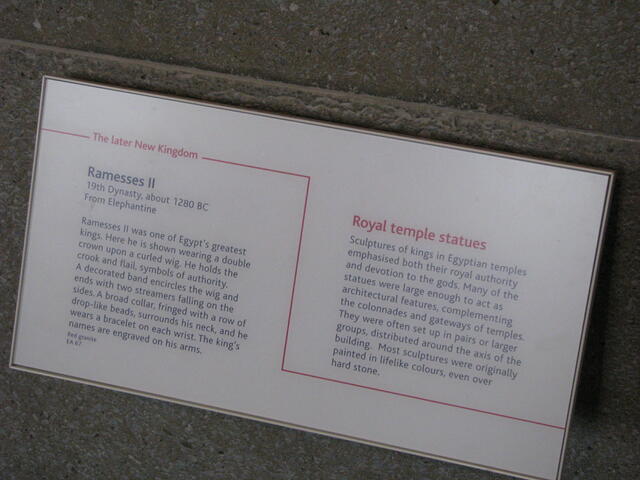 The later New Kingdom
Ramesses II
19th Dynasty, about 1280 BC
From Elephantine
Ramesses II was one of Egypt's greatest
kings. Here he is shown wearing a double
crown upon a curled wig. He holds the
crook and flail, symbols of authority.
A decorated band encircles the wig and
ends with two streamers falling on the
sides. A broad collar, fringed with a row of
drop-like beads, surrounds his neck, and he
wears a bracelet on each wrist. The king's
names are engraved on his arms.
Red granite
EA 67
Royal temple statues
Sculptures of kings in Egyptian temples
emphasised both their royal authority
and devotion to the gods. Many of the
statues were large enough to act as
architectural features, complementing
the colonnades and gateways of temples.
They were often set up in pairs or larger
groups, distributed around the axis of the
building. Most sculptures were originally
painted in lifelike colours, even over
hard stone.